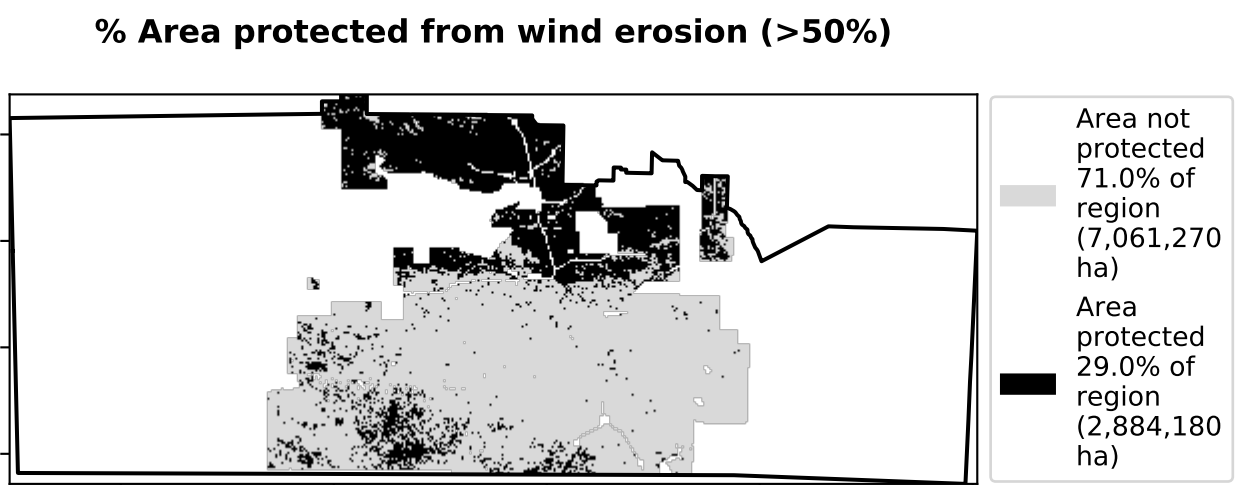 % Area protected from wind erosion (>50%)
Area not
protected
71.0% of
region
(7,061,270
ha)
Area
protected
29.0% of
region
(2,884,180
ha)